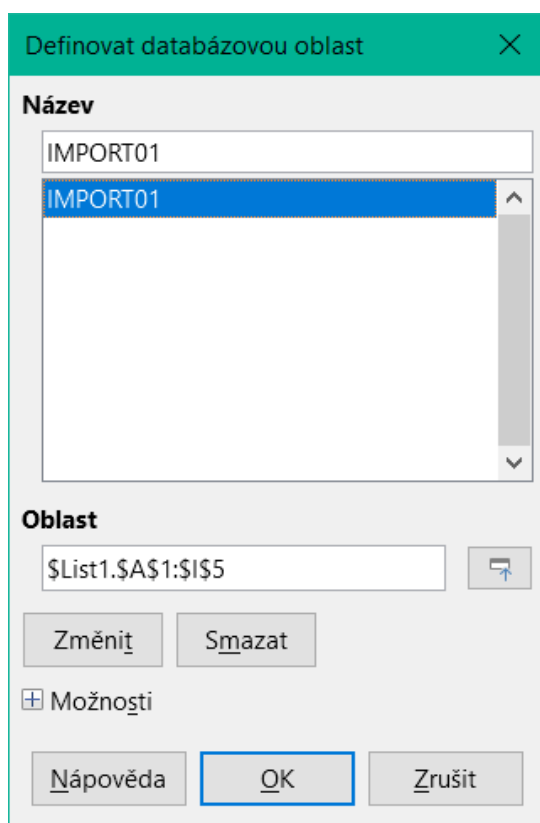 Definovat databázovou oblast
Název
IMPORT01
IMPORT01
Oblast
$List1.$A$1:$I$5
Změnit Smazat
Možnosti
Nápověda OK Zrušit